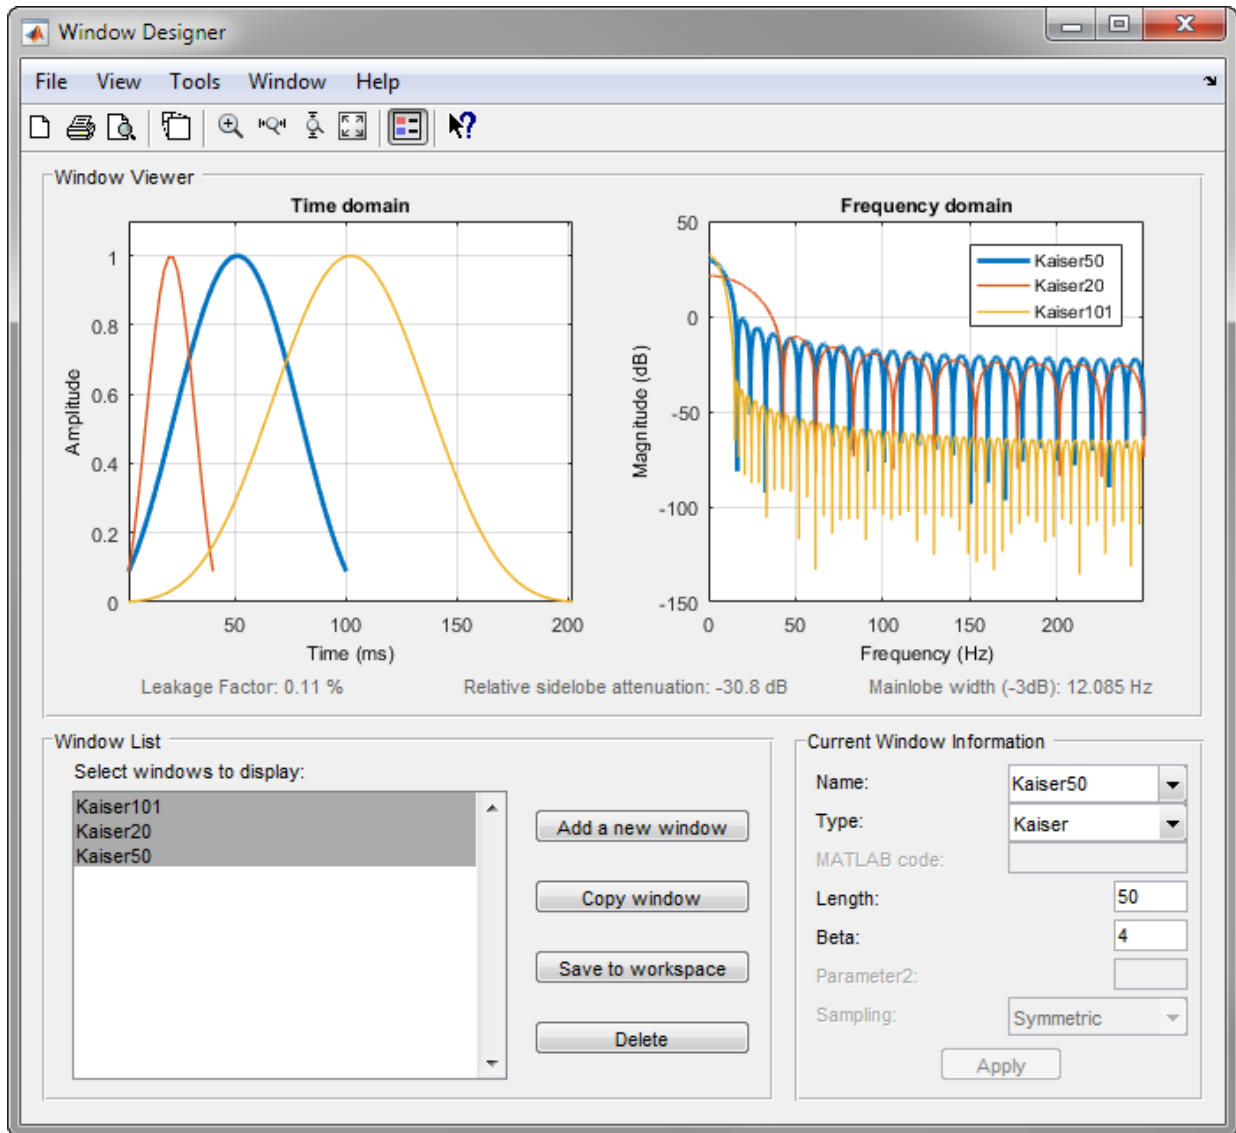 Window Designer
File View Tools Window Help
Window Viewer
Time domain
Amplitude
1
0.8
0.6
0.4
0.2
0
50 100 150 200
Time (ms)
Frequency domain
Magnitude (dB)
50
0
-50
-100
-150
Kaiser50
Kaiser20
Kaiser101
0 50 100 150 200
Frequency (Hz)
Leakage Factor: 0.11 % Relative sidelobe attenuation: -30.8 dB Mainlobe width (-3dB): 12.085 Hz
Window List
Select windows to display:
Kaiser101
Kaiser20
Kaiser50
Add a new window
Copy window
Save to workspace
Delete
Current Window Information
Name: Kaiser50
Type: Kaiser
MATLAB code:
Length: 50
Beta: 4
Parameter2:
Sampling: Symmetric
Apply